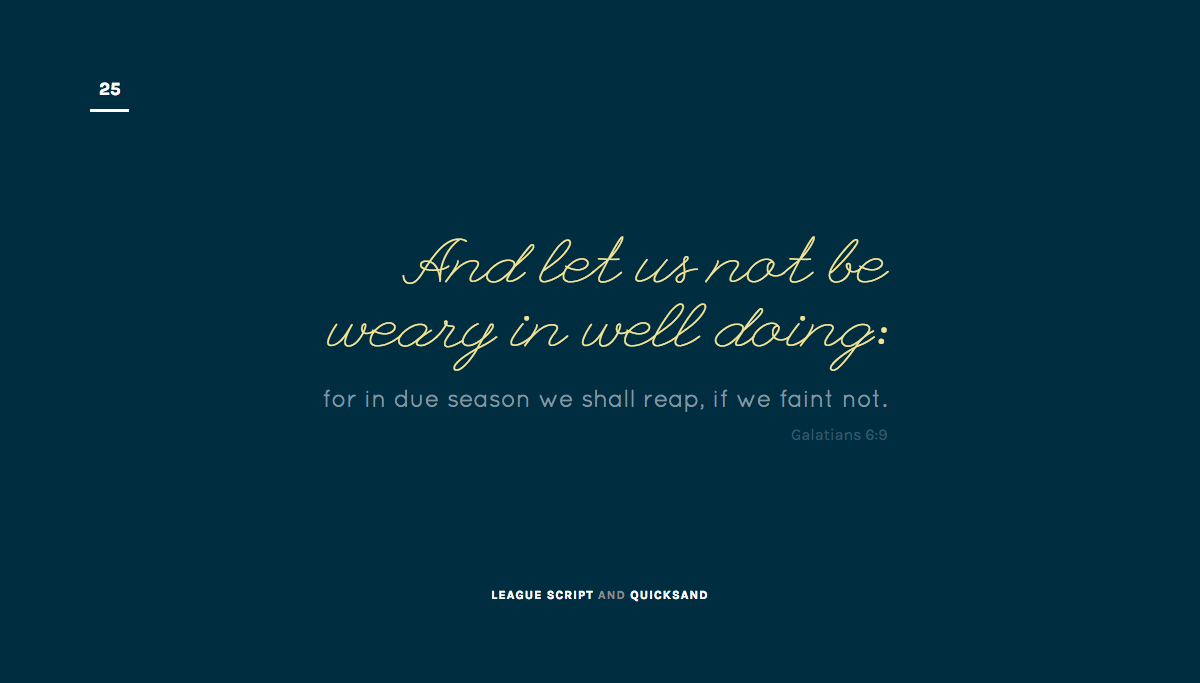 25
And let us not be
weary in well doing:
for in due season we shall reap, if we faint not.
Galatians 6:9
LEAGUE SCRIPT AND QUICKSAND